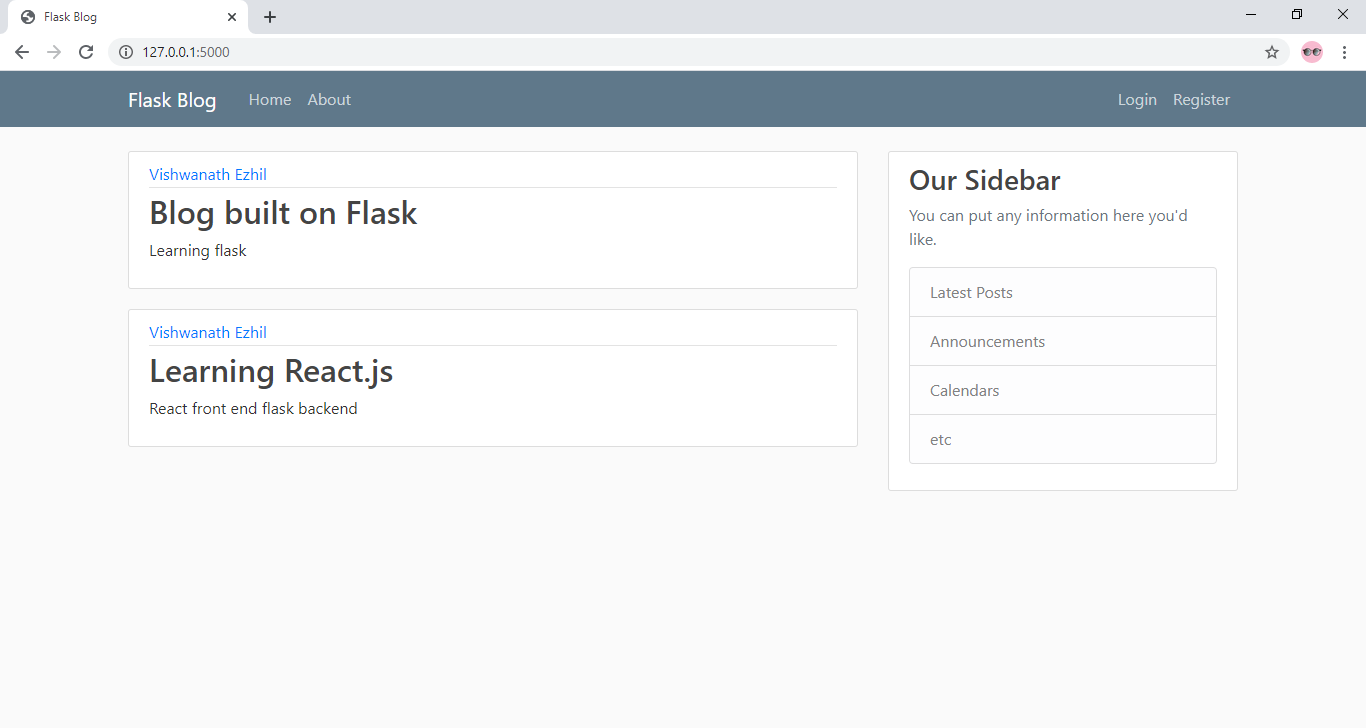 Flask Blog
127.0.0.1:5000
Flask Blog Home About Login Register
Vishwanath Ezhil
Blog built on Flask
Learning flask
Vishwanath Ezhil
Learning React.js
React front end flask backend
Our Sidebar
You can put any information here you'd
like.
Latest Posts
Announcements
Calendars
etc